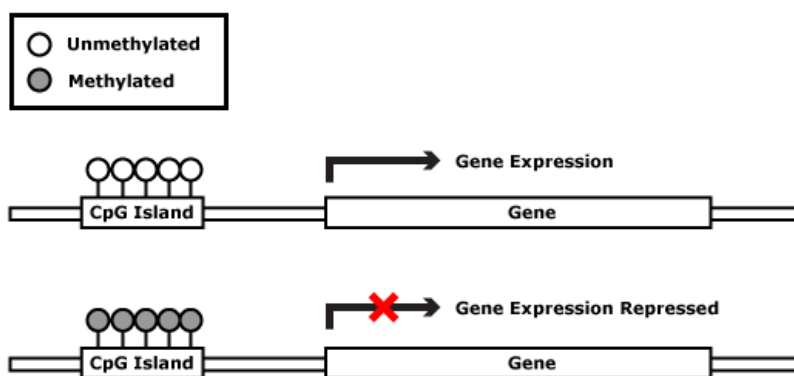 Unmethylated
Methylated
Gene Expression
CpG Island
Gene
Gene Expression Repressed
CpG Island
Gene